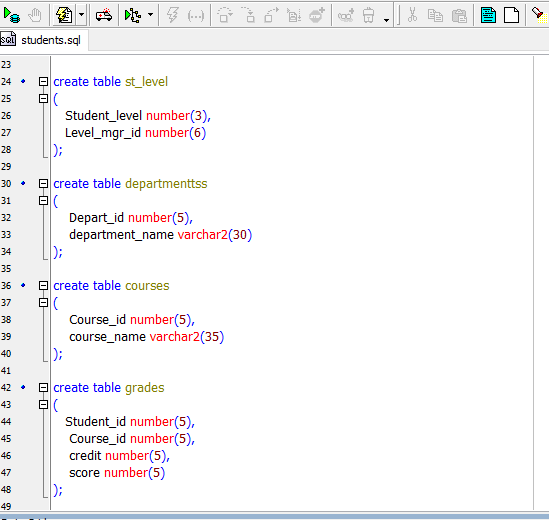 SQL students.sql
23
24 create table st_level
25 (
26 Student_level number(3),
27 Level_mgr_id number(6)
28 );
29
30 create table departmenttss
31 (
32 Depart_id number(5),
33 department_name varchar2(30)
34 );
35
36 create table courses
37 (
38 Course_id number(5),
39 course_name varchar2(35)
40 );
41
42 create table grades
43 (
44 Student_id number(5),
45 Course_id number(5),
46 credit number(5),
47 score number(5)
48 );
49